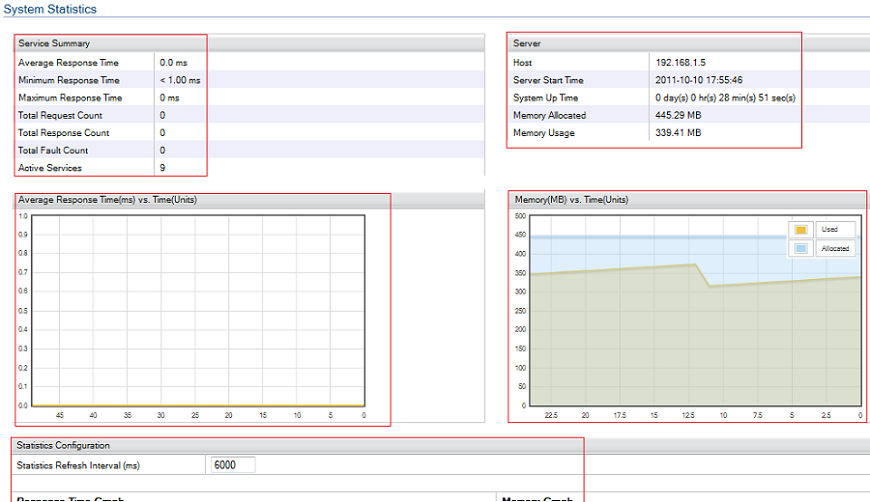 System Statistics
Service Summary
Average Response Time 0.0 ms
Minimum Response Time < 1.00 ms
Maximum Response Time 0 ms
Total Request Count 0
Total Response Count 0
Total Fault Count 0
Active Services 9
Server
Host 192.168.1.5
Server Start Time 2011-10-10 17:55:46
System Up Time 0 day(s) 0 hr(s) 28 min(s) 51 sec(s)
Memory Allocated 445.29 MB
Memory Usage 339.41 MB
Average Response Time(ms) vs. Time(Units)
1.0
0.9
0.8
0.7
0.6
0.5
0.4
0.3
0.2
0.1
0.0
45 40 35 30 25 20 15 10 5 0
Memory(MB) vs. Time(Units)
500
450
400
350
300
250
200
150
100
50
0
Used
Allocated
22.5 20 17.5 15 12.5 10 7.5 5 2.5 0
Statistics Configuration
Statistics Refresh Interval (ms) 6000
Response Time Graph Memory Graph